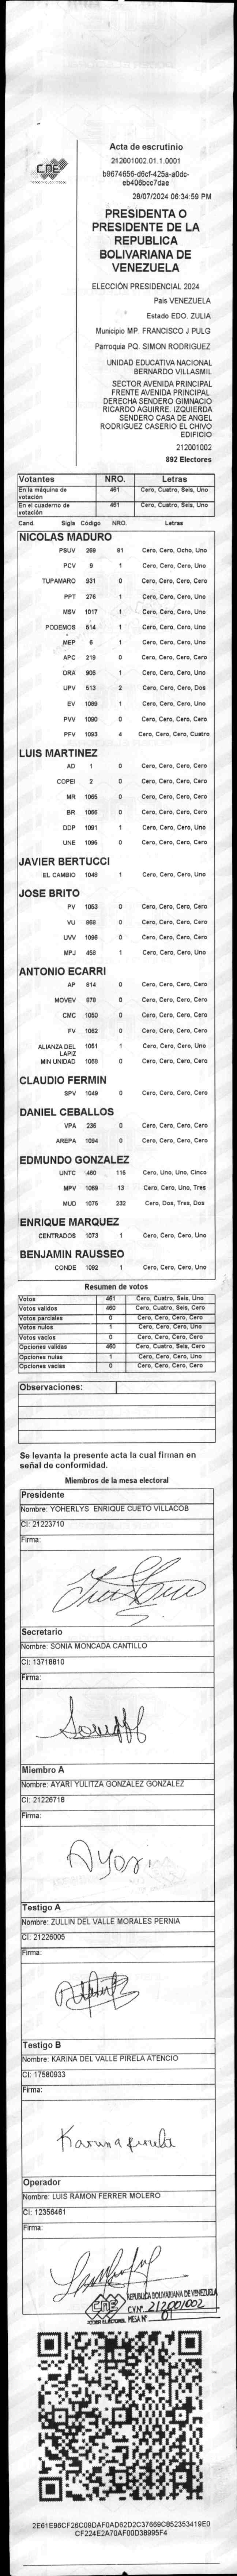 Acta de escrutinio
212001002.01.1.0001
b9674656-d6cf-425a-a0dc-
eb406bcc7dae
28/07/2024 06:34:59 PM
CNE
PRESIDENTA O
PRESIDENTE DE LA
REPUBLICA
BOLIVARIANA DE
VENEZUELA
ELECCIÓN PRESIDENCIAL 2024
Pais VENEZUELA
Estado EDO. ZULIA
Municipio MP. FRANCISCO J PULG
Parroquia PQ. SIMON RODRIGUEZ
UNIDAD EDUCATIVA NACIONAL
BERNARDO VILLASMIL
SECTOR AVENIDA PRINCIPAL
FRENTE AVENIDA PRINCIPAL.
DERECHA SENDERO GIMNACIO
RICARDO AGUIRRE. IZQUIERDA
SENDERO CASA DE ANGEL
RODRIGUEZ CASERIO EL CHIVO
EDIFICIO
212001002
892 Electores
Votantes NRO. Letras
En la máquina de votación 461 Cero, Cuatro, Seis, Uno
En el cuaderno de votación 461 Cero, Cuatro, Seis, Uno
Cand. Sigla Código NRO. Letras
NICOLAS MADURO
PSUV 269 81 Cero, Cero, Ocho, Uno
PCV 9 1 Cero, Cero, Cero, Uno
TUPAMARO 931 0 Cero, Cero, Cero, Cero
PPT 276 1 Cero, Cero, Cero, Uno
MSV 1017 1 Cero, Cero, Cero, Uno
PODEMOS 514 1 Cero, Cero, Cero, Uno
MEP 6 1 Cero, Cero, Cero, Uno
APC 219 0 Cero, Cero, Cero, Cero
ORA 906 1 Cero, Cero, Cero, Uno
UPV 513 2 Cero, Cero, Cero, Dos
EV 1089 1 Cero, Cero, Cero, Uno
PVV 1090 0 Cero, Cero, Cero, Cero
PFV 1093 4 Cero, Cero, Cero, Cuatro
LUIS MARTINEZ
AD 1 0 Cero, Cero, Cero, Cero
COPEI 2 0 Cero, Cero, Cero, Cero
MR 1065 0 Cero, Cero, Cero, Cero
BR 1066 0 Cero, Cero, Cero, Cero
DDP 1091 1 Cero, Cero, Cero, Uno
UNE 1095 0 Cero, Cero, Cero, Cero
JAVIER BERTUCCI
EL CAMBIO 1048 1 Cero, Cero, Cero, Uno
JOSE BRITO
PV 1053 0 Cero, Cero, Cero, Cero
VU 868 0 Cero, Cero, Cero, Cero
UVV 1096 0 Cero, Cero, Cero, Cero
MPJ 458 1 Cero, Cero, Cero, Uno
ANTONIO ECARRI
AP 814 0 Cero, Cero, Cero, Cero
MOVEV 878 0 Cero, Cero, Cero, Cero
CMC 1050 0 Cero, Cero, Cero, Cero
FV 1062 0 Cero, Cero, Cero, Cero
ALIANZA DEL LAPIZ 1051 1 Cero, Cero, Cero, Uno
MIN UNIDAD 1068 0 Cero, Cero, Cero, Cero
CLAUDIO FERMIN
SPV 1049 0 Cero, Cero, Cero, Cero
DANIEL CEBALLOS
VPA 236 0 Cero, Cero, Cero, Cero
AREPA 1094 0 Cero, Cero, Cero, Cero
EDMUNDO GONZALEZ
UNTC 460 115 Cero, Uno, Uno, Cinco
MPV 1069 13 Cero, Cero, Uno, Tres
MUD 1075 232 Cero, Dos, Tres, Dos
ENRIQUE MARQUEZ
CENTRADOS 1073 1 Cero, Cero, Cero, Uno
BENJAMIN RAUSSEO
CONDE 1092 1 Cero, Cero, Cero, Uno
Resumen de votos
Votos 461 Cero, Cuatro, Seis, Uno
Votos validos 460 Cero, Cuatro, Seis, Cero
Votos parciales 0 Cero, Cero, Cero, Cero
Votos nulos 1 Cero, Cero, Cero, Uno
Votos vacios 0 Cero, Cero, Cero, Cero
Opciones validas 460 Cero, Cuatro, Seis, Cero
Opciones nulas 1 Cero, Cero, Cero, Uno
Opciones vacias 0 Cero, Cero, Cero, Cero
Observaciones:
Se levanta la presente acta la cual firman en
señal de conformidad.
Miembros de la mesa electoral
Presidente
Nombre: YOHERLYS ENRIQUE CUETO VILLACOB
CI: 21223710
Firma:
Secretario
Nombre: SONIA MONCADA CANTILLO
CI: 13718810
Firma:
Miembro A
Nombre: AYARI YULITZA GONZALEZ GONZALEZ
CI: 21226718
Firma:
Ayari
Testigo A
Nombre: ZULLIN DEL VALLE MORALES PERNIA
CI: 21226005
Firma:
Testigo B
Nombre: KARINA DEL VALLE PIRELA ATENCIO
CI: 17580933
Firma:
Karina Pirela
Operador
Nombre: LUIS RAMON FERRER MOLERO
CI: 12356461
Firma:
REPUBLICA BOLIVARIANA DE VENEZUELA
CNE
C.V.Nº 212001002
PODER ELECTORAL MESA Nº 01
2E61E96CF26C09DAF0AD62D2C37669C852353419E0
CF224E2A70AF00D38995F4